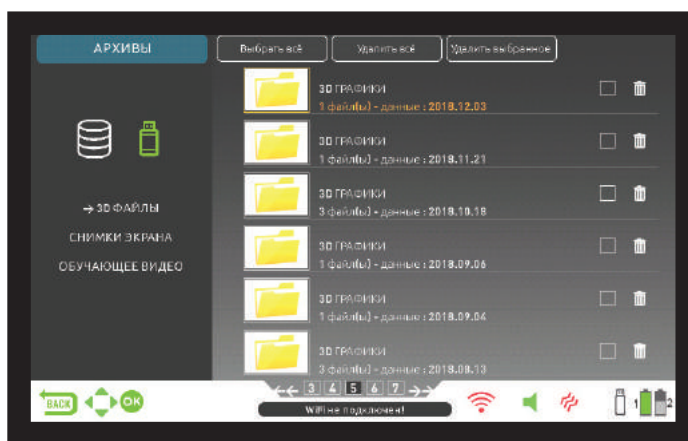 АРХИВЫ
Выбрать всё
Удалить всё
Удалить выбранное
3D ГРАФИКИ
1 файл(ы) - данные : 2018.12.03
3D ГРАФИКИ
1 файл(ы) - данные : 2018.11.21
3D ГРАФИКИ
3 файл(ы) - данные : 2018.10.18
3D ГРАФИКИ
1 файл(ы) - данные : 2018.09.06
3D ГРАФИКИ
1 файл(ы) - данные : 2018.09.04
3D ГРАФИКИ
3 файл(ы) - данные : 2018.08.13
→ 3D ФАЙЛЫ
СНИМКИ ЭКРАНА
ОБУЧАЮЩЕЕ ВИДЕО
BACK OK
3 4 5 6 7
WiFi не подключен!
1 2